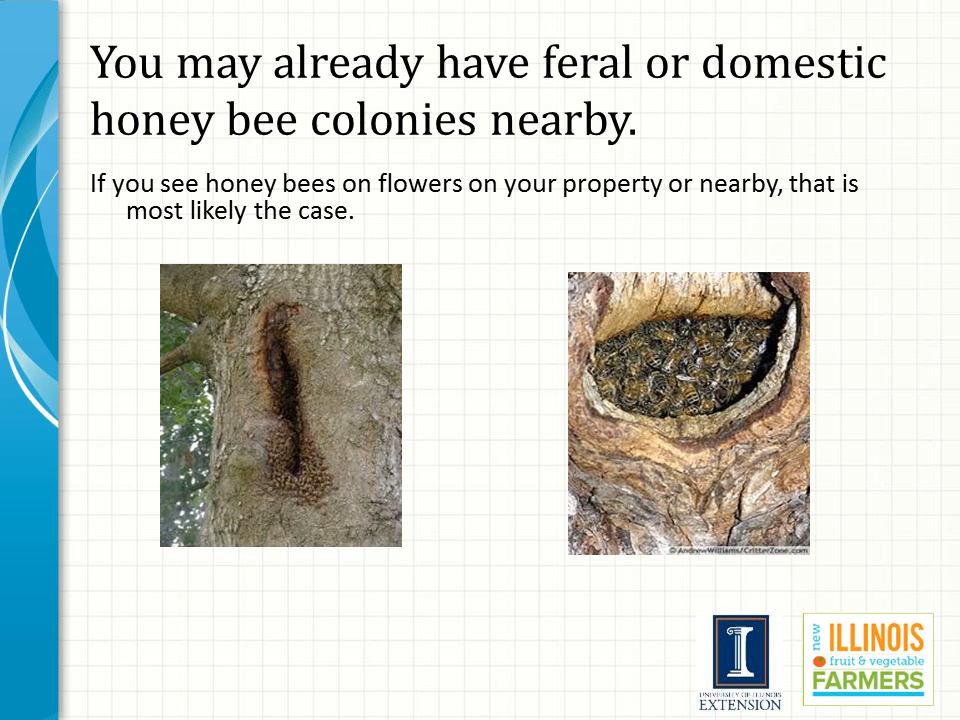 You may already have feral or domestic
honey bee colonies nearby.
If you see honey bees on flowers on your property or nearby, that is
most likely the case.
© AndrewWilliams/CritterZone.com
I
UNIVERSITY OF ILLINOIS
EXTENSION
new
ILLINOIS
fruit & vegetable
FARMERS